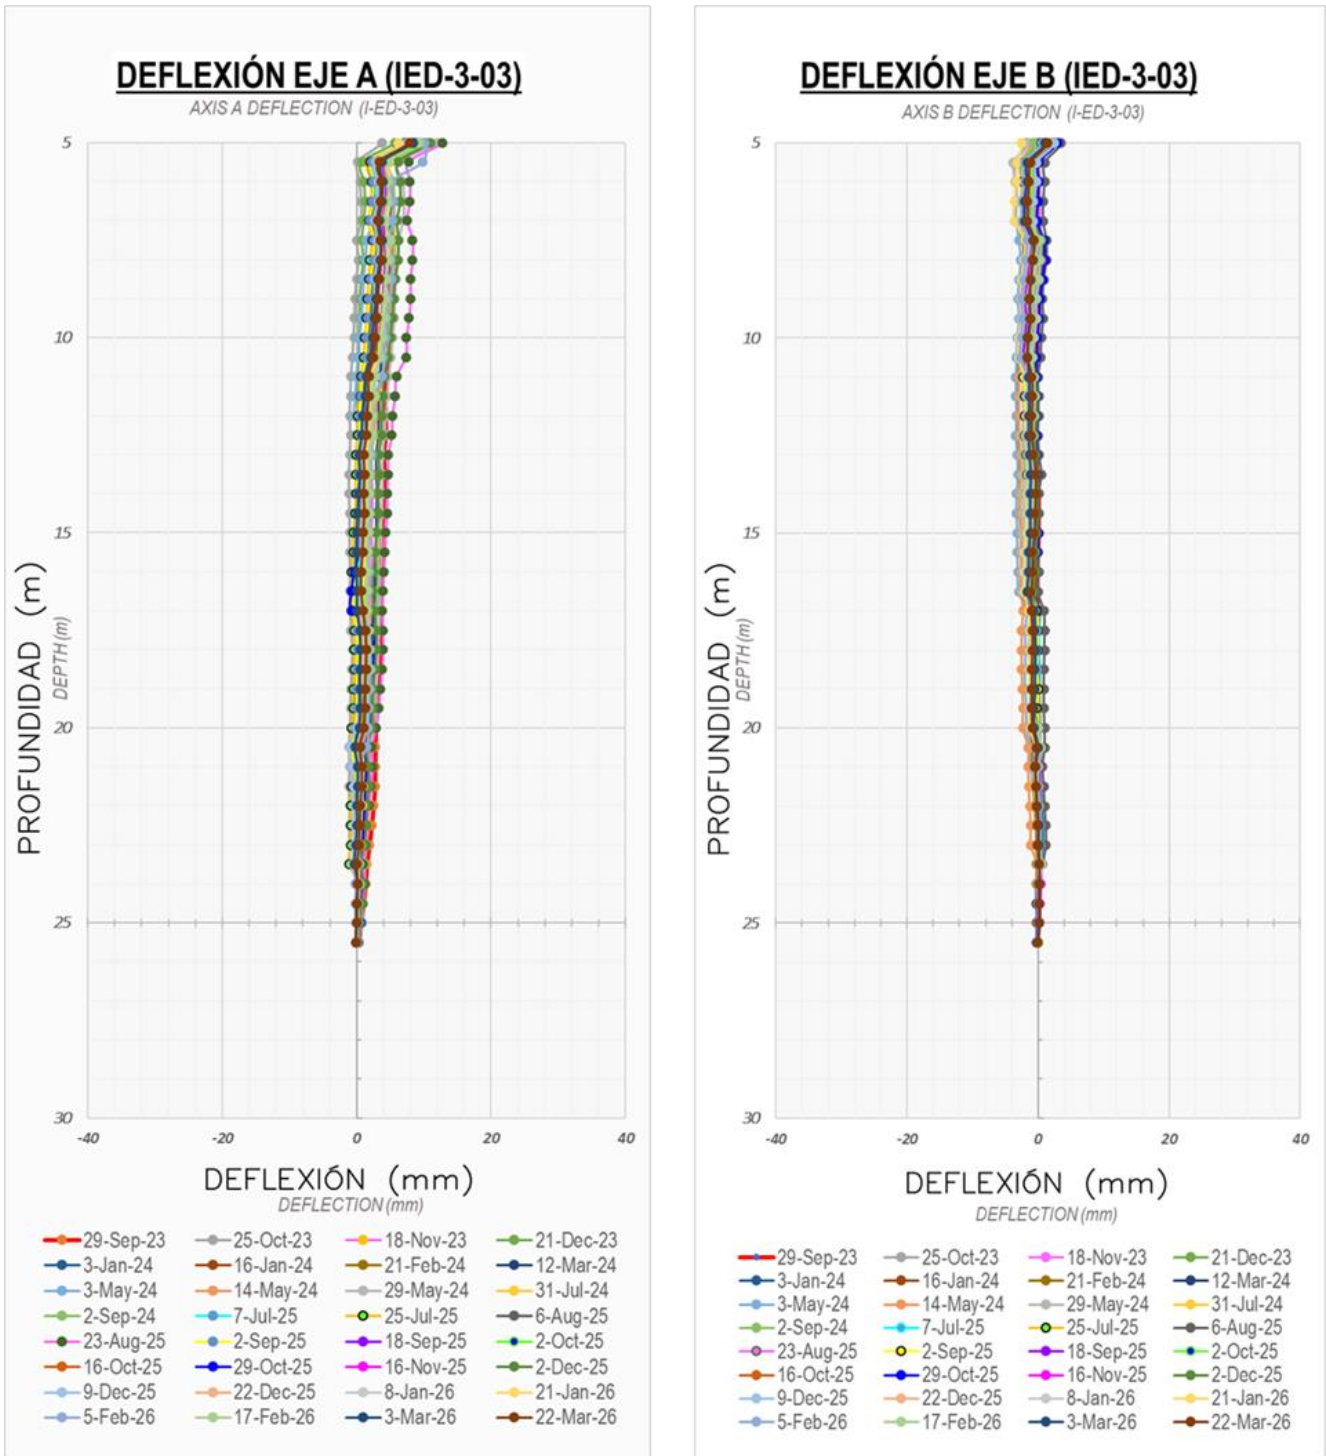 DEFLEXIÓN EJE A (IED-3-03)
AXIS A DEFLECTION (I-ED-3-03)
5
10
15
20
25
30
-40 -20 0 20 40
PROFUNDIDAD (m)
DEPTH (m)
DEFLEXIÓN (mm)
DEFLECTION (mm)
29-Sep-23 25-Oct-23 18-Nov-23 21-Dec-23
3-Jan-24 16-Jan-24 21-Feb-24 12-Mar-24
3-May-24 14-May-24 29-May-24 31-Jul-24
2-Sep-24 7-Jul-25 25-Jul-25 6-Aug-25
23-Aug-25 2-Sep-25 18-Sep-25 2-Oct-25
16-Oct-25 29-Oct-25 16-Nov-25 2-Dec-25
9-Dec-25 22-Dec-25 8-Jan-26 21-Jan-26
5-Feb-26 17-Feb-26 3-Mar-26 22-Mar-26
DEFLEXIÓN EJE B (IED-3-03)
AXIS B DEFLECTION (I-ED-3-03)
5
10
15
20
25
30
-40 -20 0 20 40
PROFUNDIDAD (m)
DEPTH (m)
DEFLEXIÓN (mm)
DEFLECTION (mm)
29-Sep-23 25-Oct-23 18-Nov-23 21-Dec-23
3-Jan-24 16-Jan-24 21-Feb-24 12-Mar-24
3-May-24 14-May-24 29-May-24 31-Jul-24
2-Sep-24 7-Jul-25 25-Jul-25 6-Aug-25
23-Aug-25 2-Sep-25 18-Sep-25 2-Oct-25
16-Oct-25 29-Oct-25 16-Nov-25 2-Dec-25
9-Dec-25 22-Dec-25 8-Jan-26 21-Jan-26
5-Feb-26 17-Feb-26 3-Mar-26 22-Mar-26